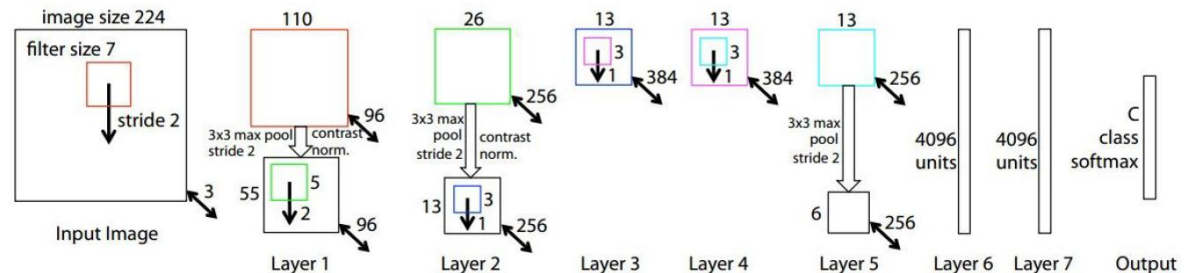 image size 224
filter size 7
stride 2
3
Input Image
110
96
3x3 max pool
stride 2
contrast
norm.
55
5
2
96
Layer 1
26
256
3x3 max
pool
stride 2
contrast
norm.
13
3
1
256
Layer 2
13
3
1
384
Layer 3
13
3
1
384
Layer 4
13
256
3x3 max
pool
stride 2
6
256
Layer 5
4096
units
Layer 6
4096
units
Layer 7
C
class
softmax
Output